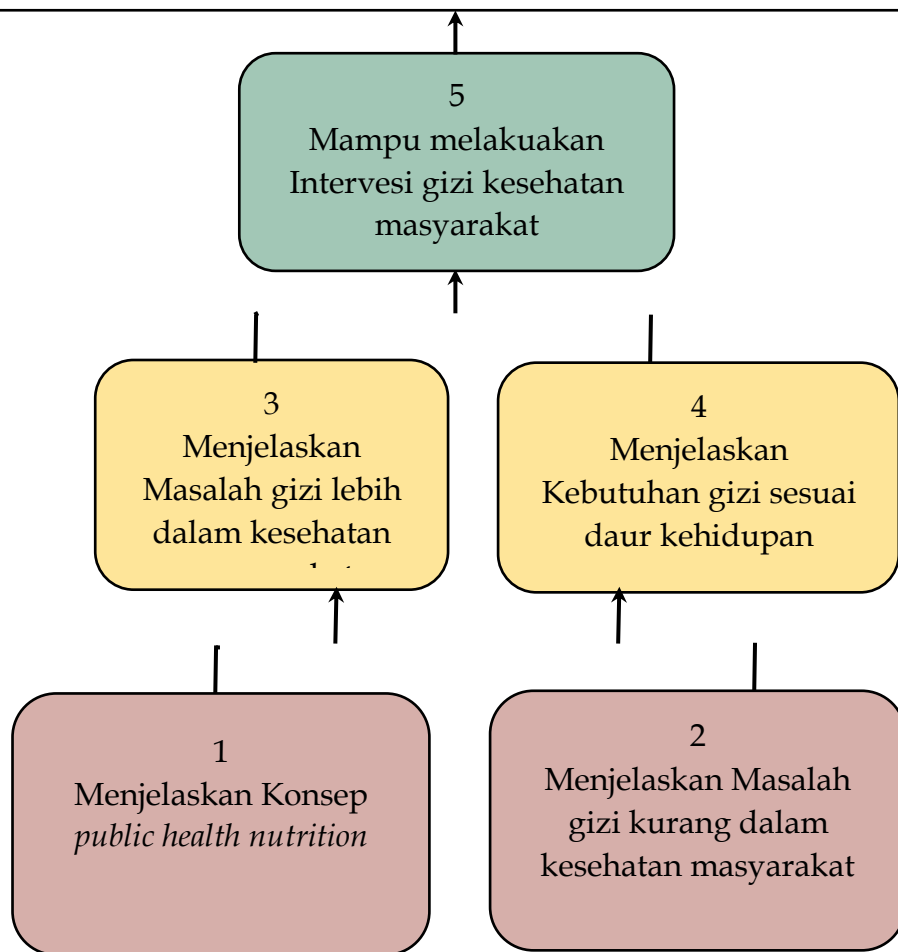 5
Mampu melakuakan
Intervesi gizi kesehatan
masyarakat
3
Menjelaskan
Masalah gizi lebih
dalam kesehatan
4
Menjelaskan
Kebutuhan gizi sesuai
daur kehidupan
1
Menjelaskan Konsep
public health nutrition
2
Menjelaskan Masalah
gizi kurang dalam
kesehatan masyarakat